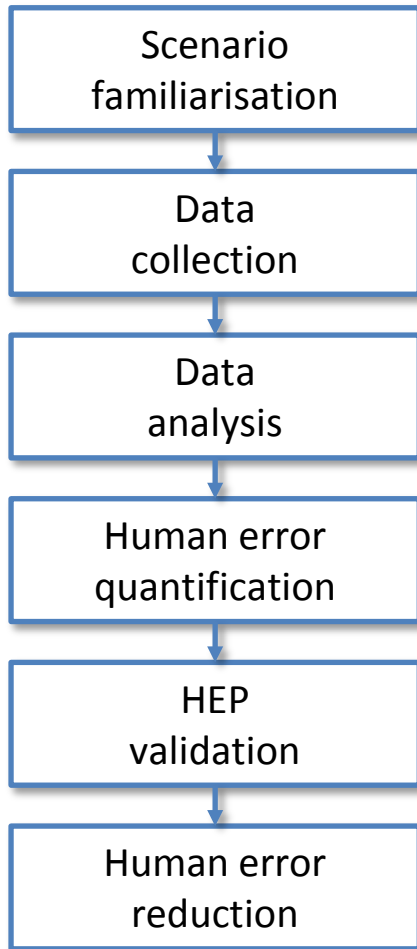 Scenario
familiarisation
Data
collection
Data
analysis
Human error
quantification
HEP
validation
Human error
reduction